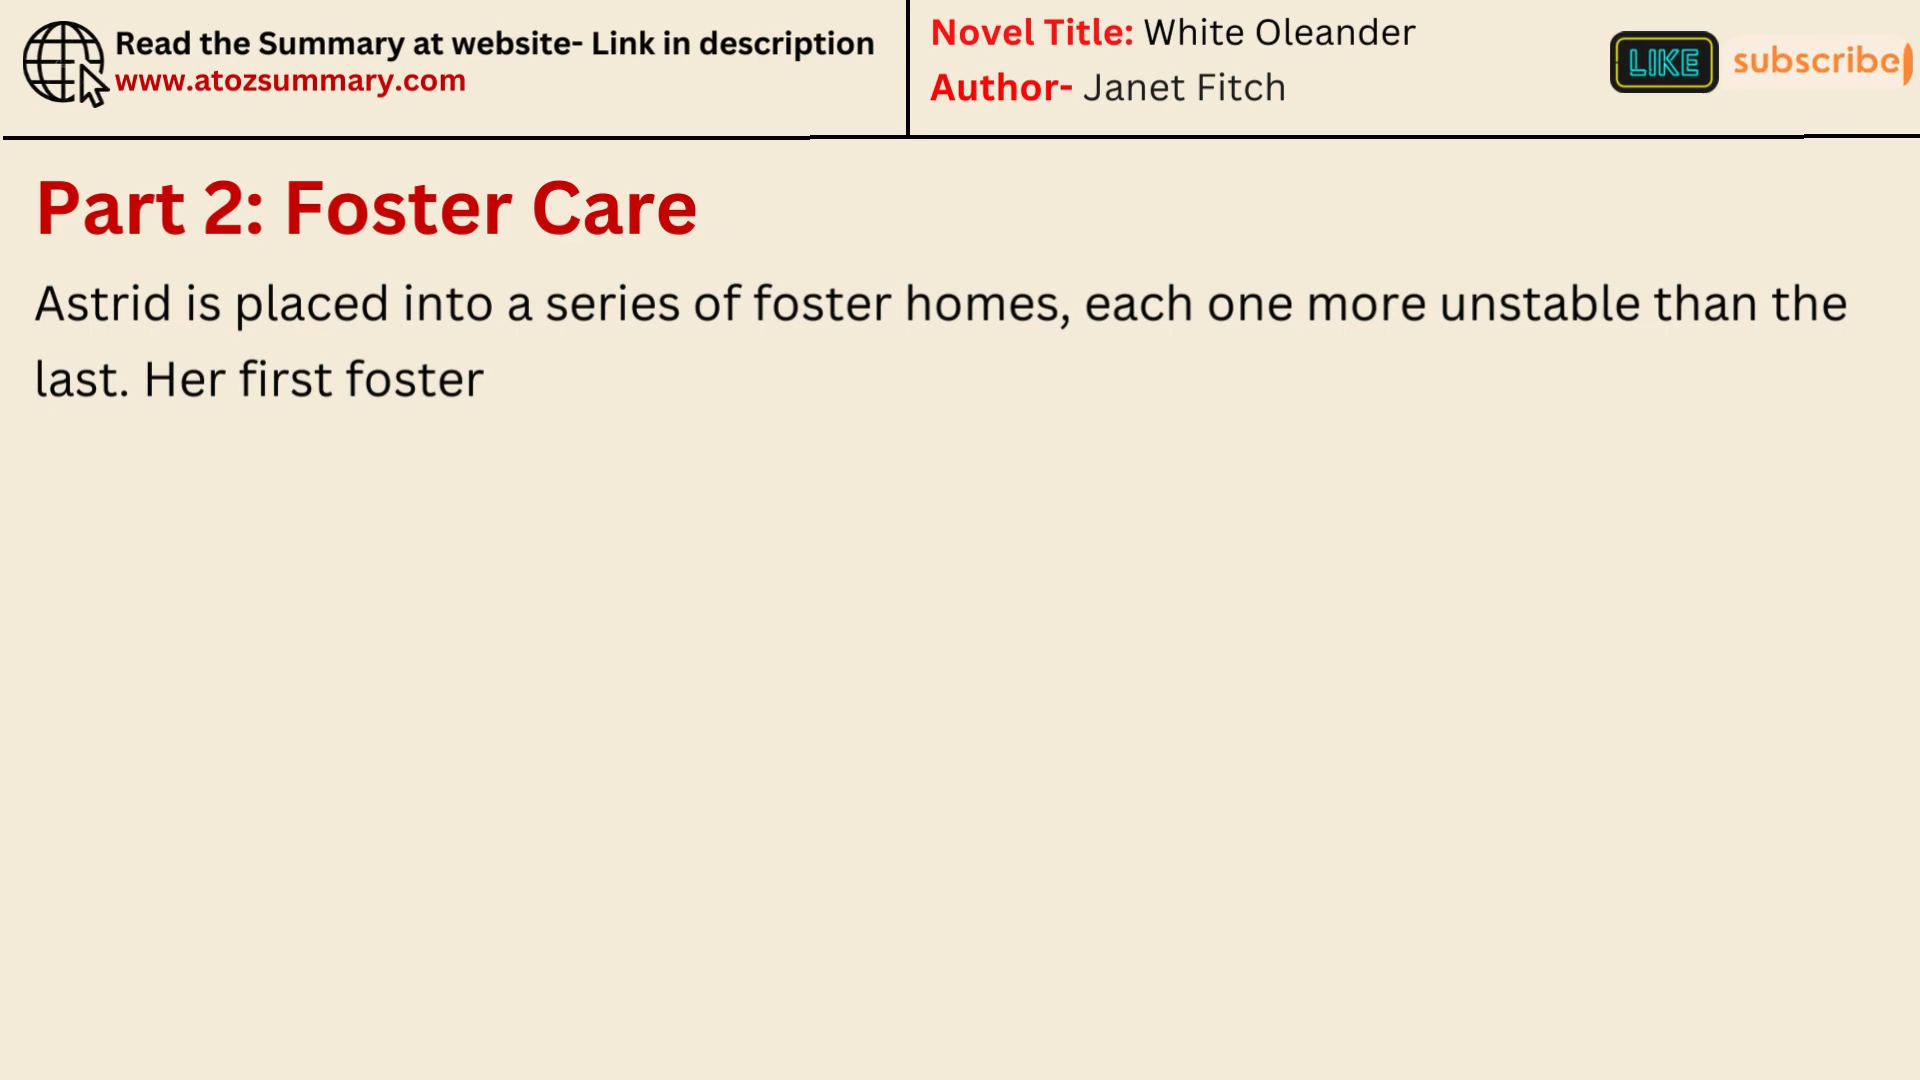 Read the Summary at website- Link in description
www.atozsummary.com
Novel Title: White Oleander
Author- Janet Fitch
LIKE
subscribe
Part 2: Foster Care
Astrid is placed into a series of foster homes, each one more unstable than the
last. Her first foster